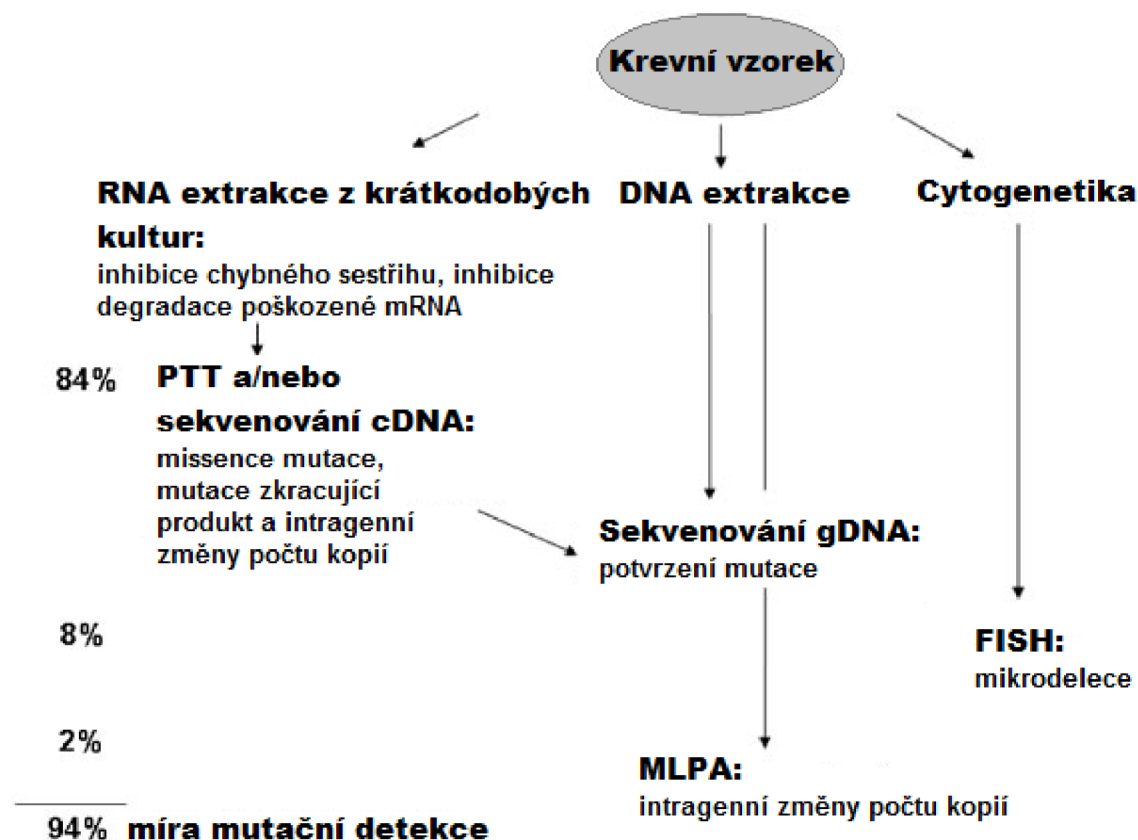 Krevní vzorek
RNA extrakce z krátkodobých
kultur:
inhibice chybného sestřihu, inhibice
degradace poškozené mRNA
DNA extrakce
Cytogenetika
84%
PTT a/nebo
sekvenování cDNA:
missence mutace,
mutace zkracující
produkt a intragenní
změny počtu kopií
Sekvenování gDNA:
potvrzení mutace
8%
FISH:
mikrodelece
2%
MLPA:
intragenní změny počtu kopií
94% míra mutační detekce